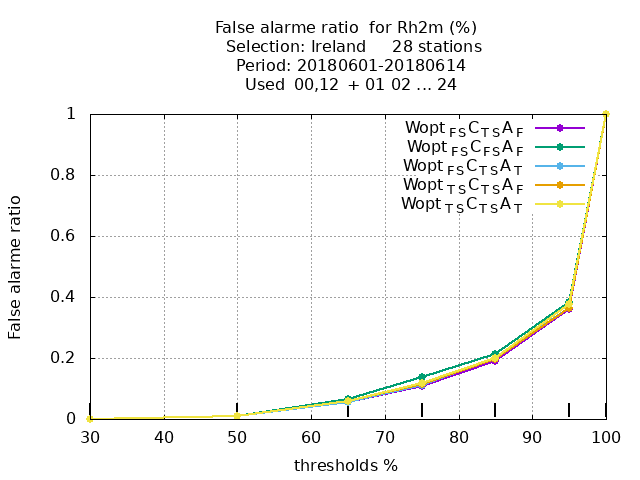 False alarme ratio  for Rh2m (%)
Selection: Ireland     28 stations
Period: 20180601-20180614
Used  00,12  + 01 02 ... 24
1
0.8
0.6
0.4
0.2
0
False alarme ratio
Wopt FS C TS A F
Wopt FS C FS A F
Wopt FS C TS A T
Wopt TS C TS A F
Wopt TS C TS A T
30 40 50 60 70 80 90 100
thresholds %